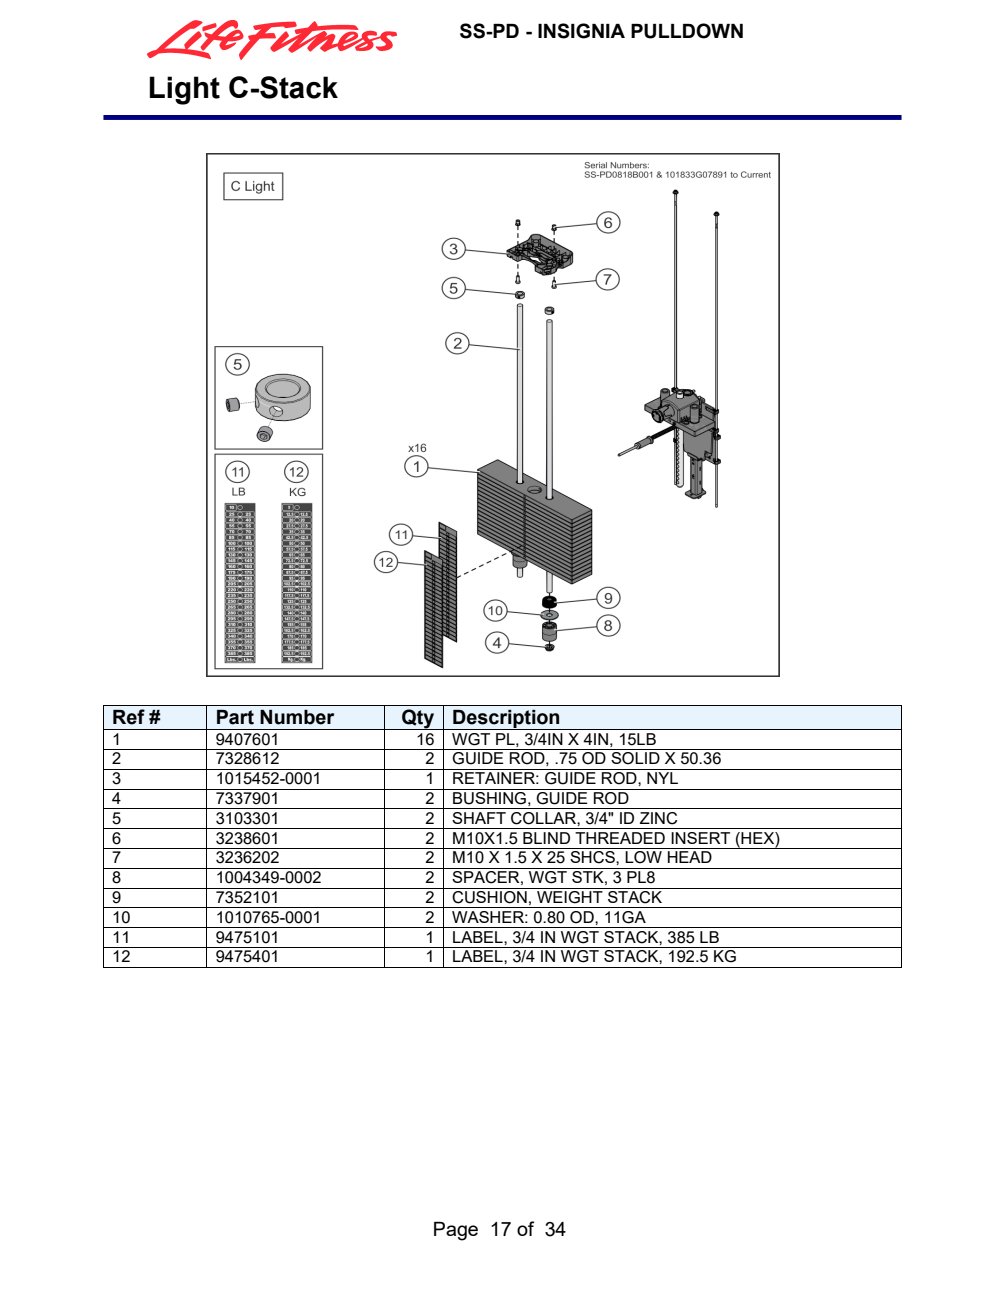 Life Fitness
SS-PD - INSIGNIA PULLDOWN
Light C-Stack
Serial Numbers:
SS-PD0818B001 & 101833G07891 to Current
C Light
6
3
7
5
2
5
x16
1
11
12
LB
KG
11
12
9
10
8
4
Ref # Part Number Qty Description
1 9407601 16 WGT PL, 3/4IN X 4IN, 15LB
2 7328612 2 GUIDE ROD, .75 OD SOLID X 50.36
3 1015452-0001 1 RETAINER: GUIDE ROD, NYL
4 7337901 2 BUSHING, GUIDE ROD
5 3103301 2 SHAFT COLLAR, 3/4" ID ZINC
6 3238601 2 M10X1.5 BLIND THREADED INSERT (HEX)
7 3236202 2 M10 X 1.5 X 25 SHCS, LOW HEAD
8 1004349-0002 2 SPACER, WGT STK, 3 PL8
9 7352101 2 CUSHION, WEIGHT STACK
10 1010765-0001 2 WASHER: 0.80 OD, 11GA
11 9475101 1 LABEL, 3/4 IN WGT STACK, 385 LB
12 9475401 1 LABEL, 3/4 IN WGT STACK, 192.5 KG
Page 17 of 34